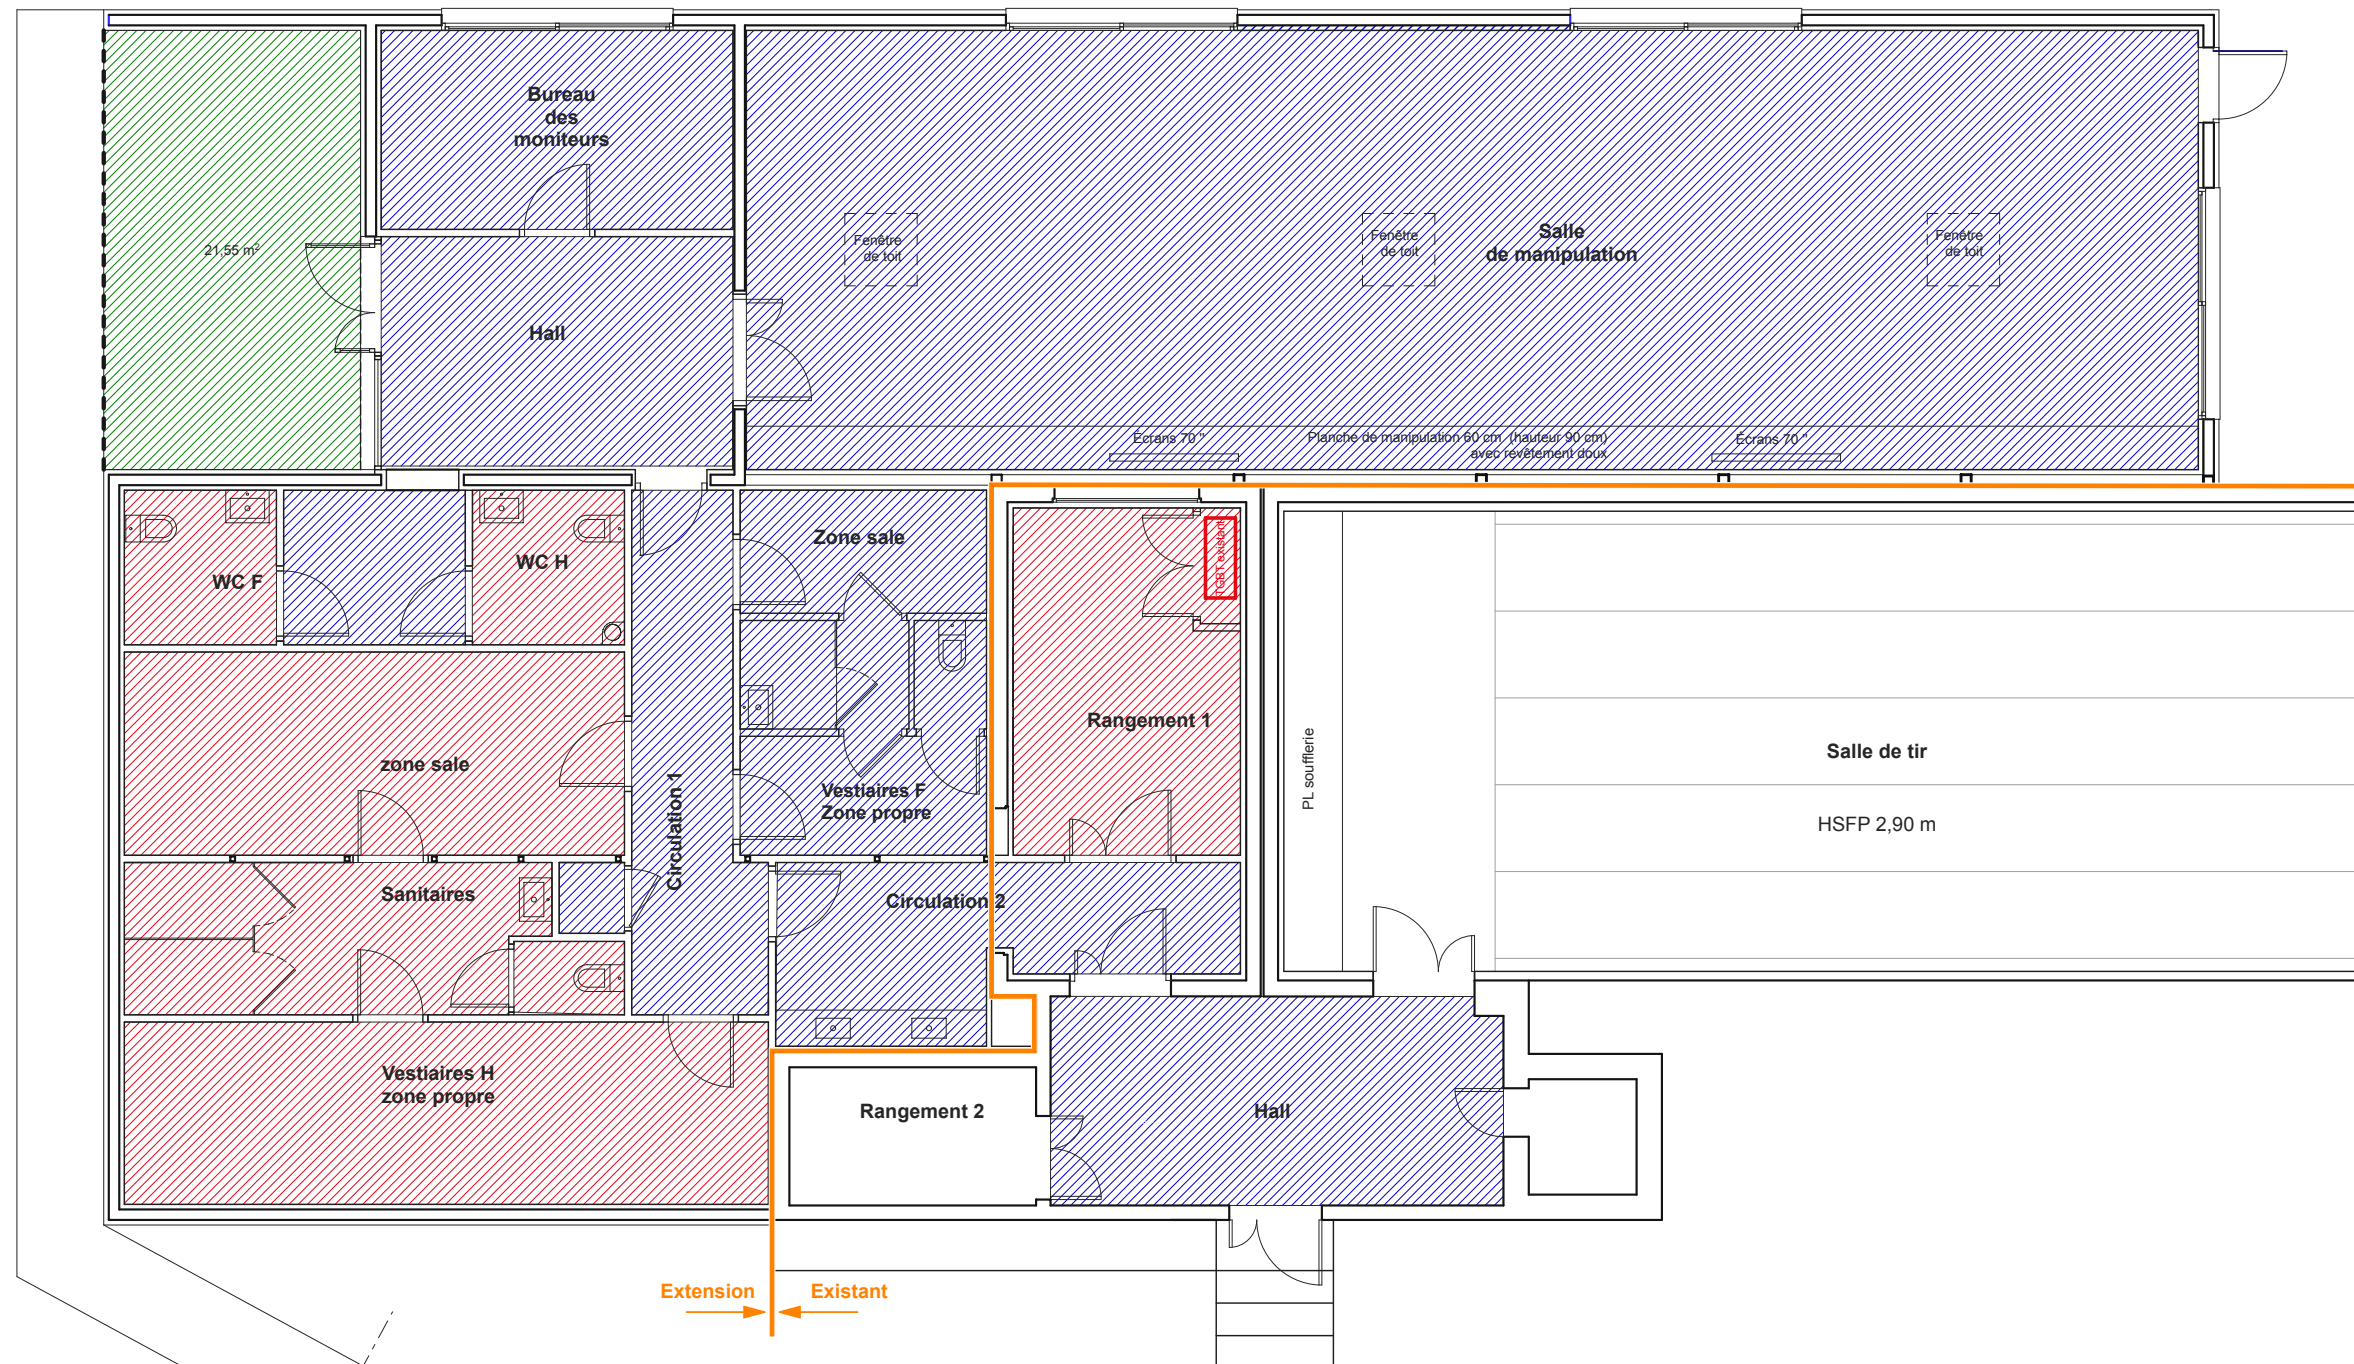 Bureau
des
moniteurs
21,55 m²
Fenêtre
de toit
Fenêtre
de toit
Salle
de manipulation
Fenêtre
de toit
Hall
Écrans 70 "
Planche de manipulation 60 cm (hauteur 90 cm)
avec revêtement doux
Écrans 70 "
WC F
WC H
Zone sale
TGBT existant
zone sale
Circulation 1
Vestiaires F
Zone propre
Rangement 1
PL soufflerie
Salle de tir
HSFP 2,90 m
Sanitaires
Circulation 2
Vestiaires H
zone propre
Rangement 2
Hall
Extension
Existant